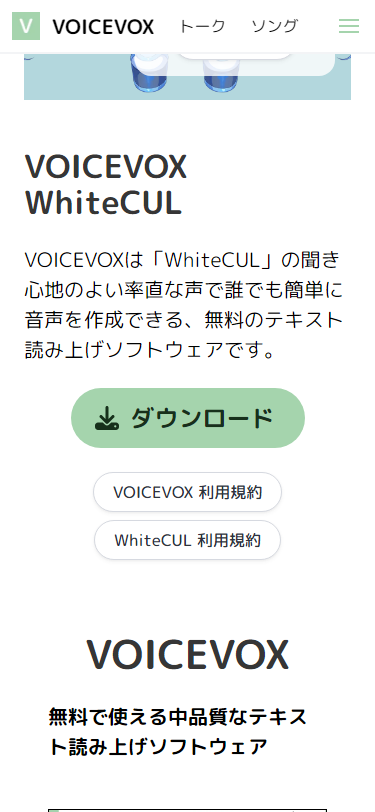 V VOICEVOX トーク ソング
VOICEVOX
WhiteCUL
VOICEVOXは「WhiteCUL」の聞き
心地のよい率直な声で誰でも簡単に
音声を作成できる、無料のテキスト
読み上げソフトウェアです。
ダウンロード
VOICEVOX 利用規約
WhiteCUL 利用規約
VOICEVOX
無料で使える中品質なテキス
ト読み上げソフトウェア